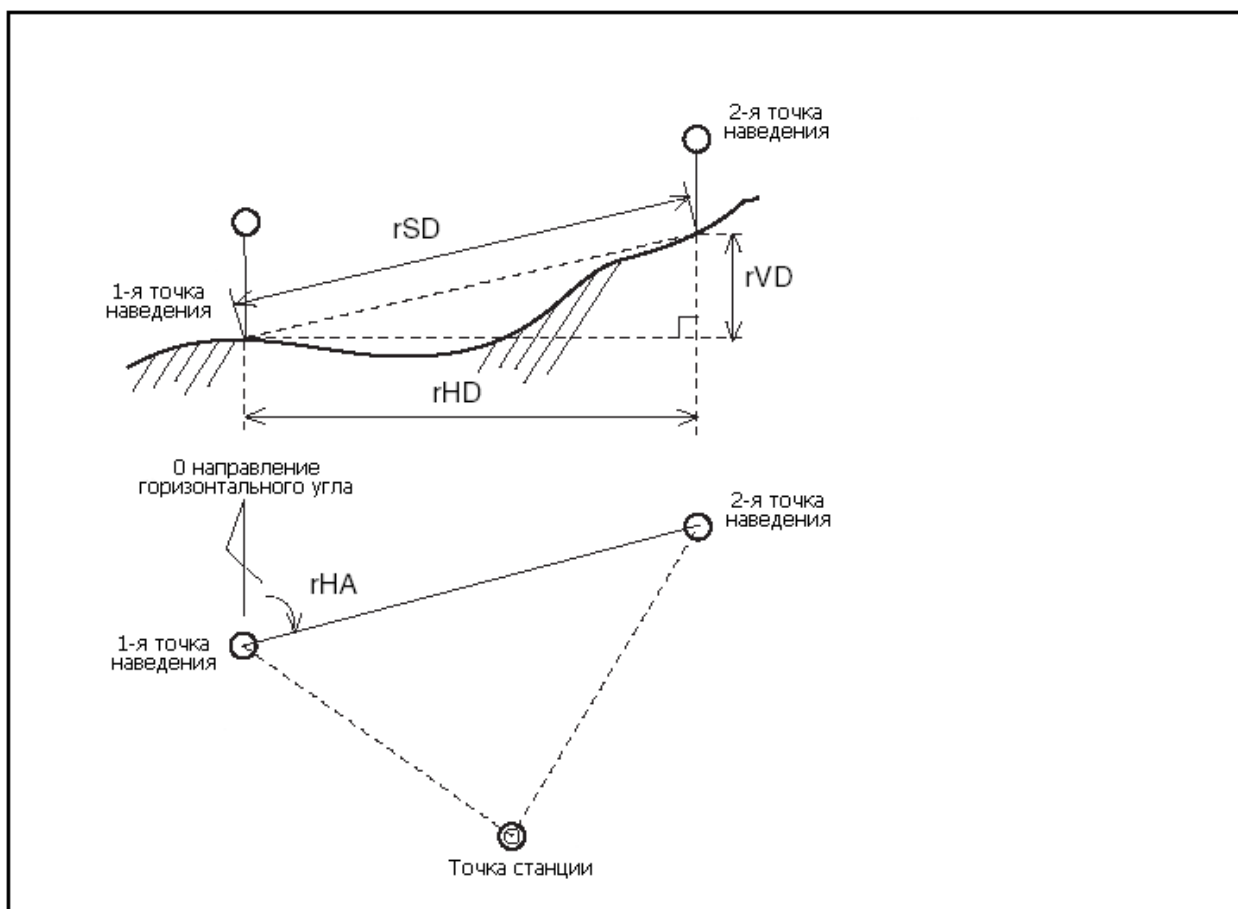 2-я точка
наведения
rSD
1-я точка
наведения
rVD
rHD
0 направление
горизонтального угла
2-я точка
наведения
rHA
1-я точка
наведения
Точка станции